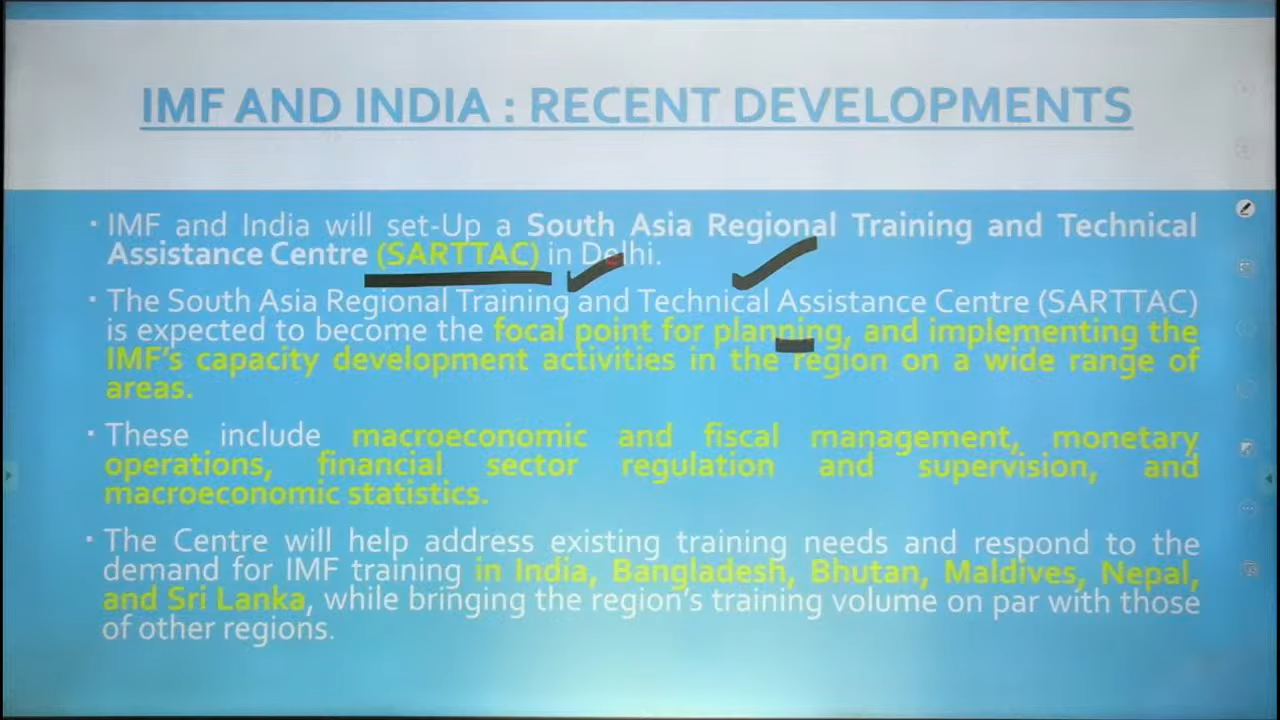 IMF AND INDIA : RECENT DEVELOPMENTS
· IMF and India will set-Up a South Asia Regional Training and Technical
Assistance Centre (SARTTAC) in Delhi.
· The South Asia Regional Training and Technical Assistance Centre (SARTTAC)
is expected to become the focal point for planning, and implementing the
IMF's capacity development activities in the region on a wide range of
areas.
· These include macroeconomic and fiscal management, monetary
operations, financial sector regulation and supervision, and
macroeconomic statistics.
· The Centre will help address existing training needs and respond to the
demand for IMF training in India, Bangladesh, Bhutan, Maldives, Nepal,
and Sri Lanka, while bringing the region's training volume on par with those
of other regions.